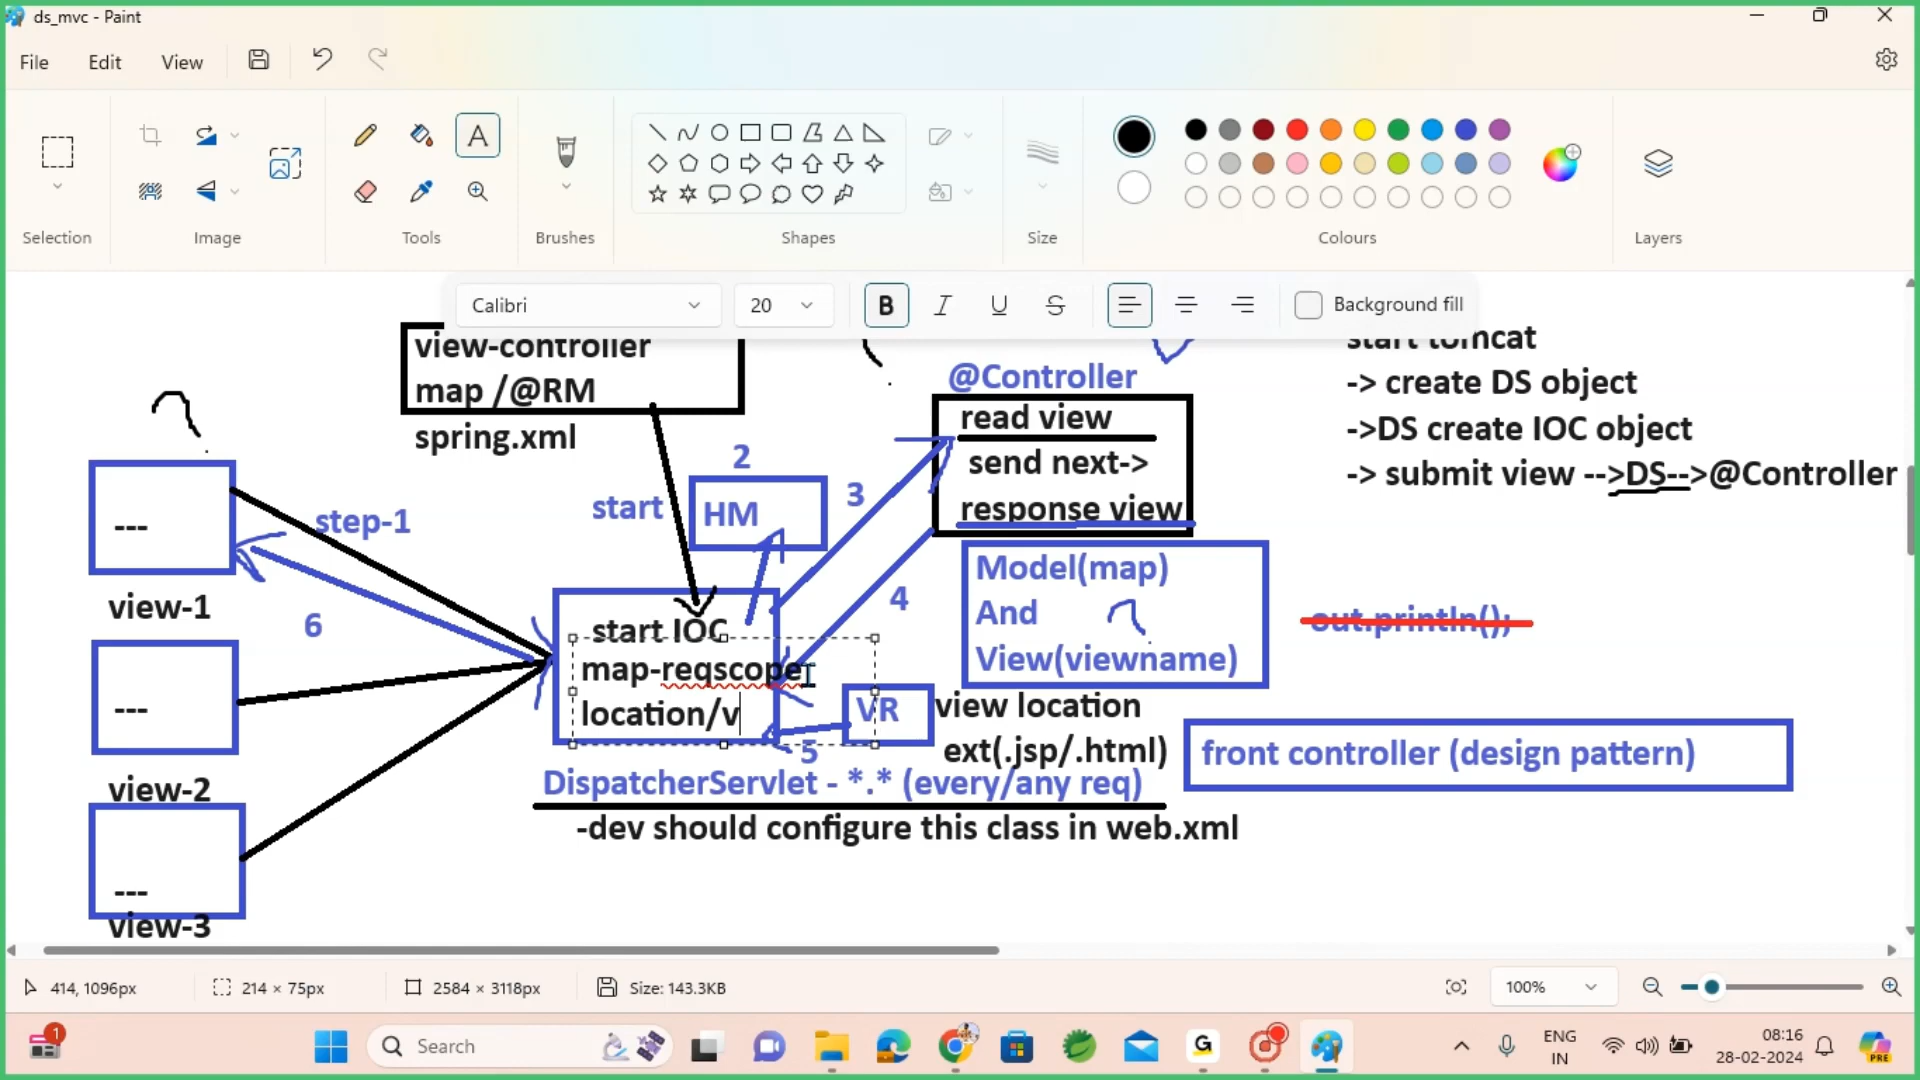 ds_mvc - Paint
File
Edit
View
Selection
Image
Tools
Brushes
Shapes
Size
Colours
Layers
Calibri
20
B
I
U
S
Background fill
view-controller
map /@RM
spring.xml
@Controller
read view
send next->
response view
start tomcat
-> create DS object
->DS create IOC object
-> submit view -->DS-->@Controller
2
HM
start
3
step-1
---
view-1
6
4
Model(map)
And
View(viewname)
out.println();
start IOC
map-reqscope
location/v
VR
view location
ext(.jsp/.html)
5
front controller (design pattern)
---
view-2
DispatcherServlet - *.* (every/any req)
-dev should configure this class in web.xml
---
view-3
414, 1096px
214 × 75px
2584 × 3118px
Size: 143.3KB
100%
1
Search
G
ENG
IN
08:16
28-02-2024
PRE